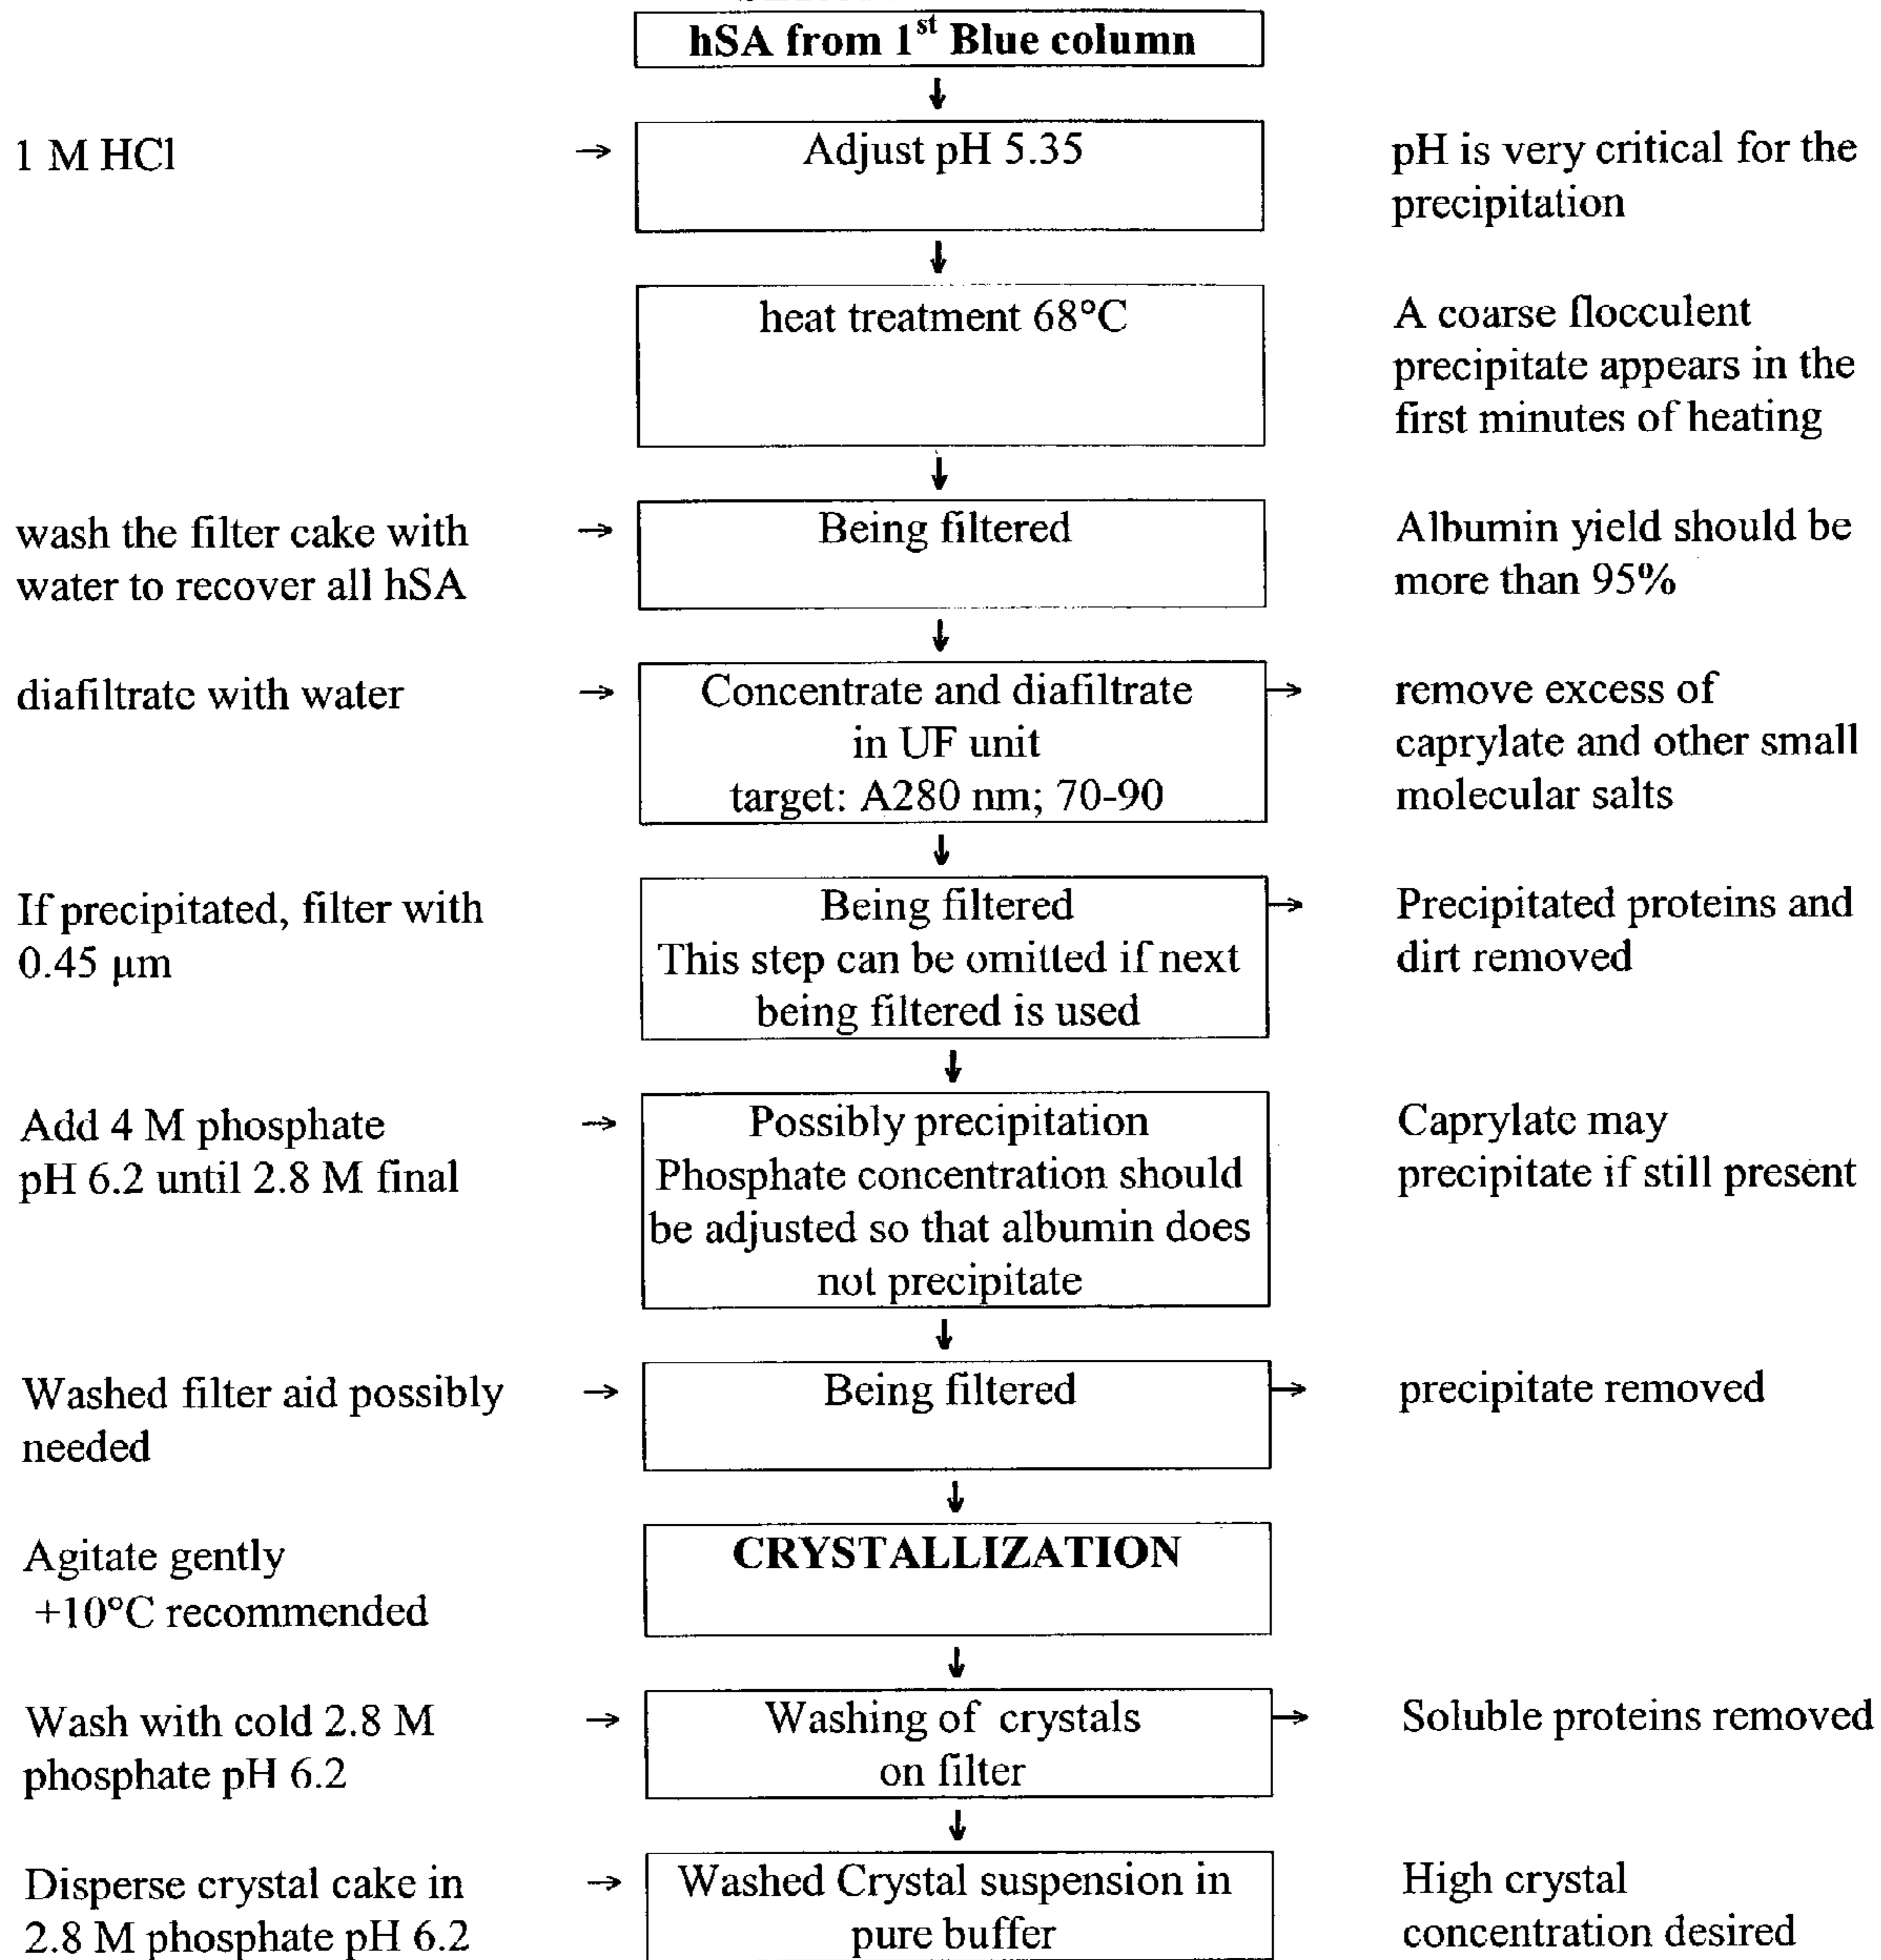 hSA from 1st Blue column
↓
1 M HCl → Adjust pH 5.35 pH is very critical for the
precipitation
↓
heat treatment 68°C A coarse flocculent
precipitate appears in the
first minutes of heating
↓
wash the filter cake with → Being filtered Albumin yield should be
water to recover all hSA more than 95%
↓
diafiltrate with water → Concentrate and diafiltrate → remove excess of
in UF unit caprylate and other small
target: A280 nm; 70-90 molecular salts
↓
If precipitated, filter with Being filtered → Precipitated proteins and
0.45 µm This step can be omitted if next dirt removed
being filtered is used
↓
Add 4 M phosphate → Possibly precipitation Caprylate may
pH 6.2 until 2.8 M final Phosphate concentration should precipitate if still present
be adjusted so that albumin does
not precipitate
↓
Washed filter aid possibly → Being filtered → precipitate removed
needed
↓
Agitate gently CRYSTALLIZATION
+10°C recommended
↓
Wash with cold 2.8 M → Washing of crystals → Soluble proteins removed
phosphate pH 6.2 on filter
↓
Disperse crystal cake in → Washed Crystal suspension in High crystal
2.8 M phosphate pH 6.2 pure buffer concentration desired